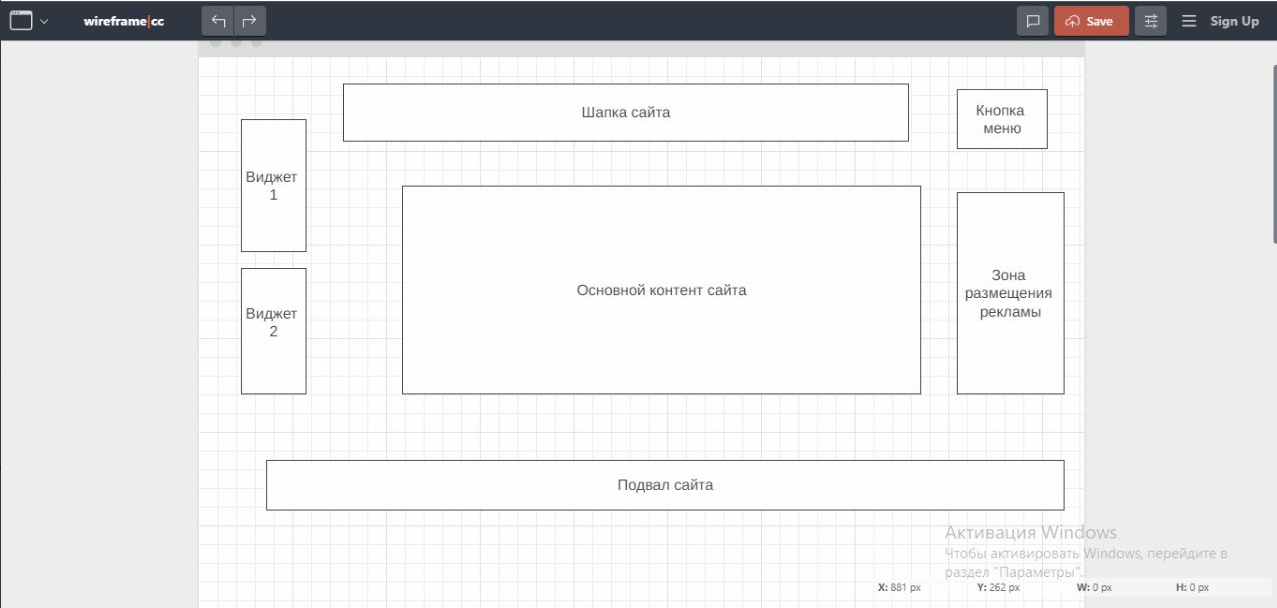 wireframe|cc
Save
Sign Up
Шапка сайта
Кнопка
меню
Виджет
1
Основной контент сайта
Зона
размещения
рекламы
Виджет
2
Подвал сайта
Активация Windows
Чтобы активировать Windows, перейдите в
раздел "Параметры".
X: 881 px Y: 262 px W: 0 px H: 0 px